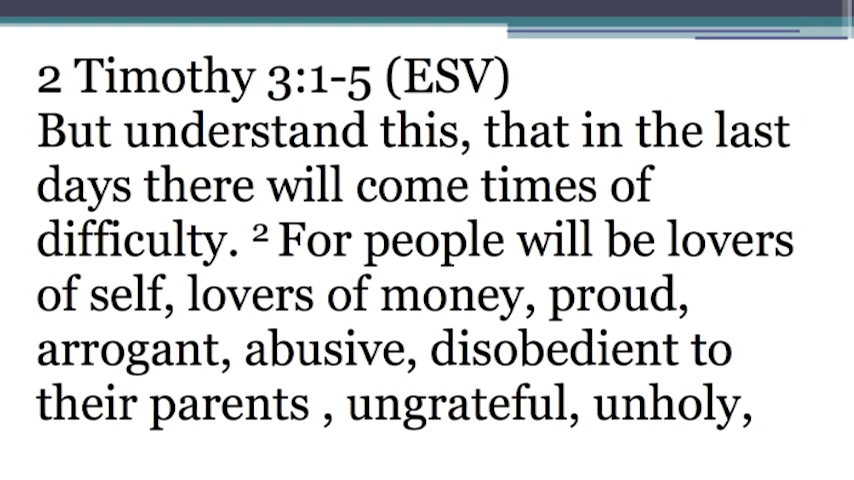 2 Timothy 3:1-5 (ESV)
But understand this, that in the last
days there will come times of
difficulty. ² For people will be lovers
of self, lovers of money, proud,
arrogant, abusive, disobedient to
their parents , ungrateful, unholy,